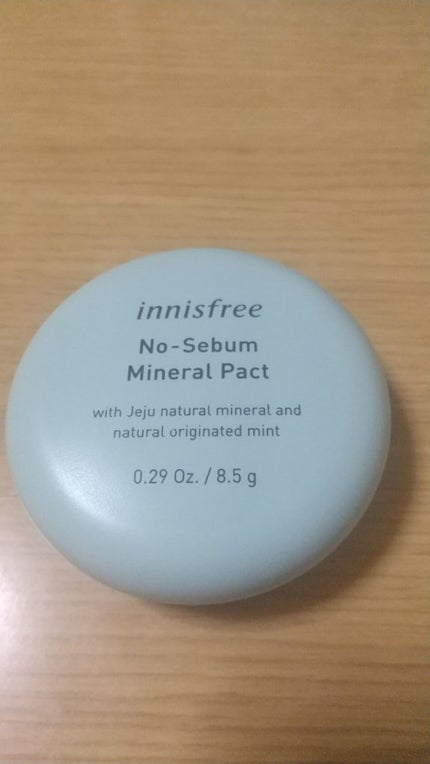 innisfree
No-Sebum
Mineral Pact
with Jeju natural mineral and
natural originated mint
0.29 Oz. / 8.5 g